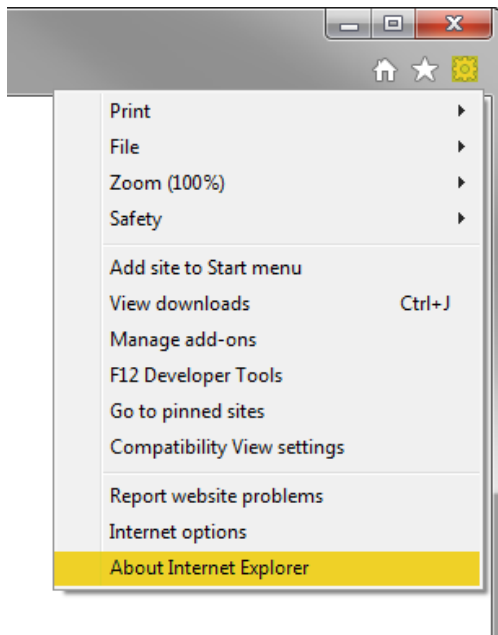 Print
File
Zoom (100%)
Safety
Add site to Start menu
View downloads Ctrl+J
Manage add-ons
F12 Developer Tools
Go to pinned sites
Compatibility View settings
Report website problems
Internet options
About Internet Explorer